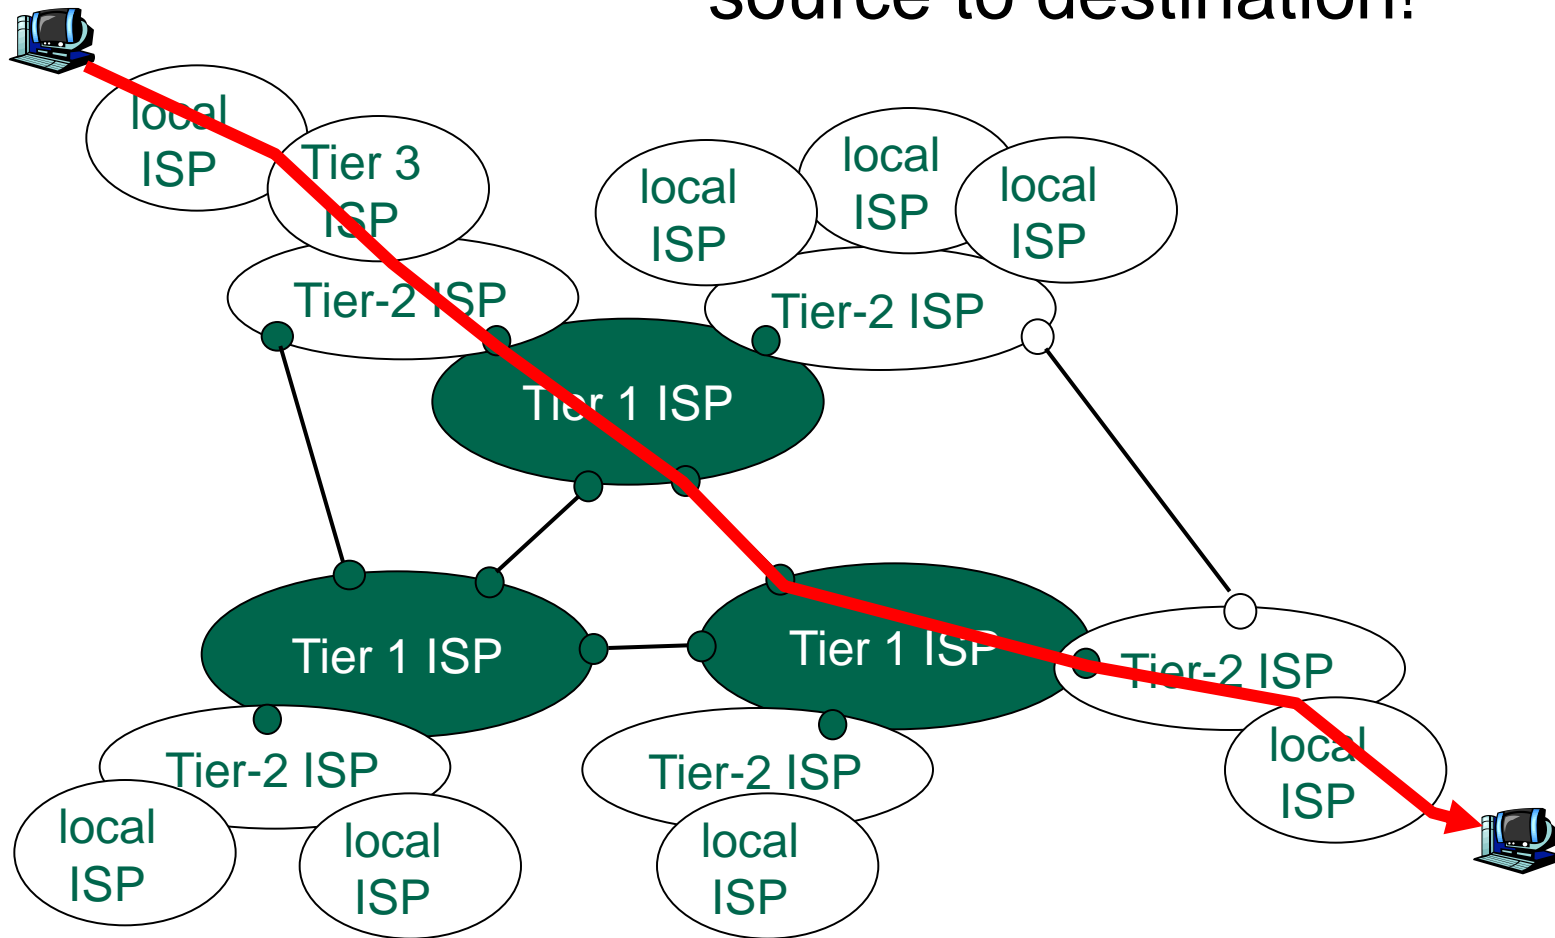 source to destination!
local
ISP
Tier 3
ISP
local
ISP
local
ISP
local
ISP
Tier-2 ISP
Tier-2 ISP
Tier 1 ISP
Tier 1 ISP
Tier 1 ISP
Tier-2 ISP
local
ISP
Tier-2 ISP
Tier-2 ISP
local
ISP
local
ISP
local
ISP